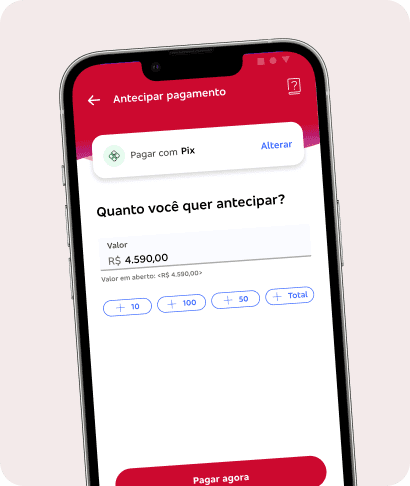 Antecipar pagamento
Pagar com Pix
Alterar
Quanto você quer antecipar?
Valor
R$ 4.590,00
Valor em aberto: <R$ 4.590,00>
+ 10
+ 100
+ 50
+ Total
Pagar agora